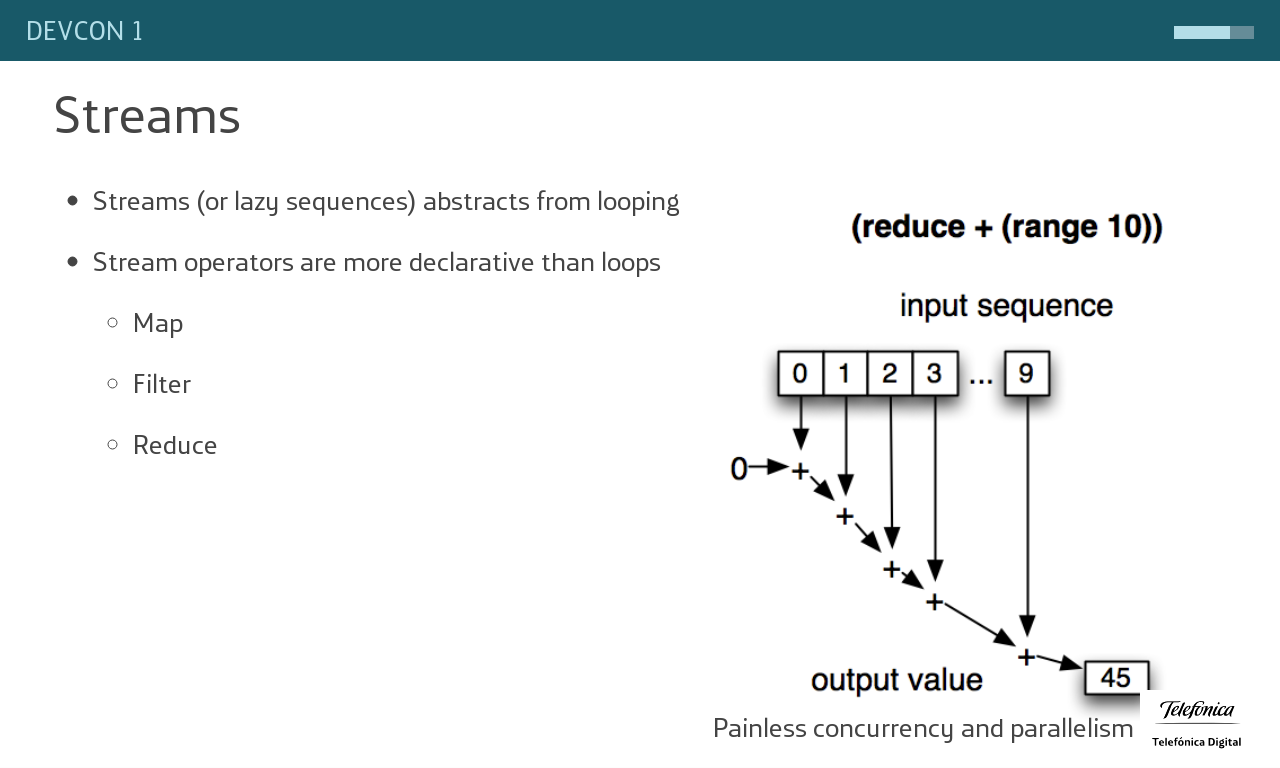 DEVCON 1
Streams
• Streams (or lazy sequences) abstracts from looping
• Stream operators are more declarative than loops
◦ Map
◦ Filter
◦ Reduce
(reduce + (range 10))
input sequence
0 1 2 3 ... 9
0 +
+
+
+
+
45
output value
Painless concurrency and parallelism
Telefónica
Telefónica Digital